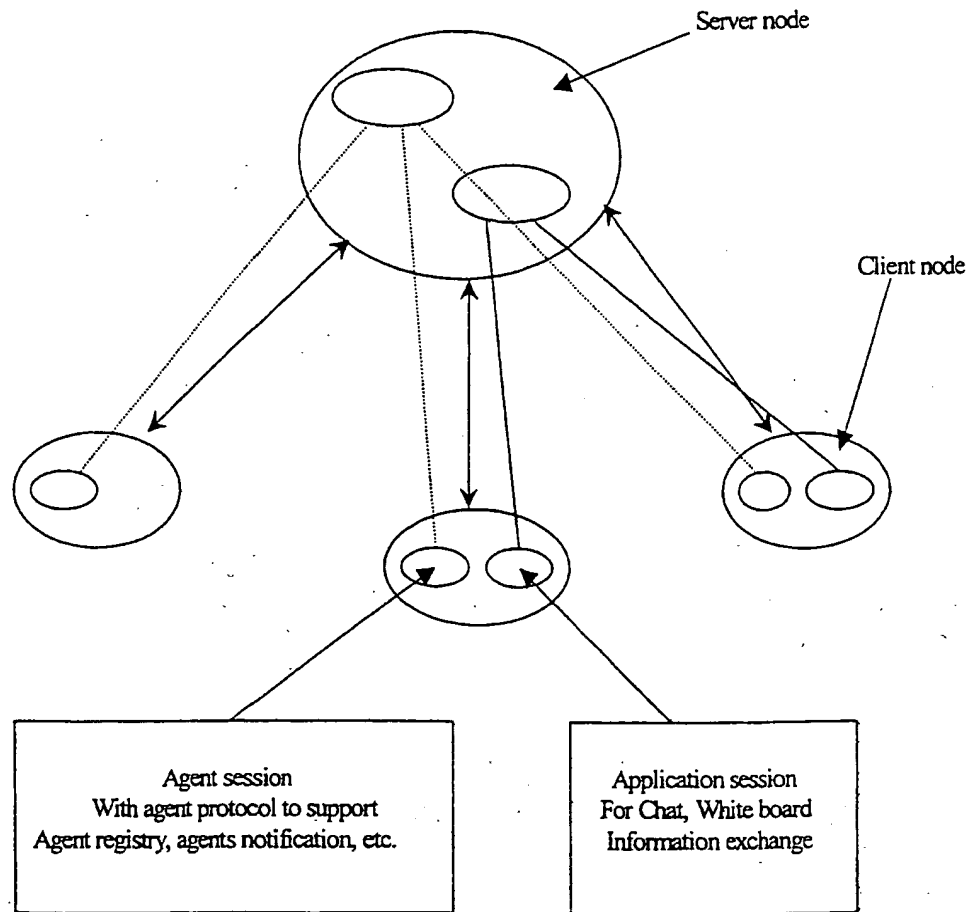 Server node
Client node
Agent session
With agent protocol to support
Agent registry, agents notification, etc.
Application session
For Chat, White board
Information exchange